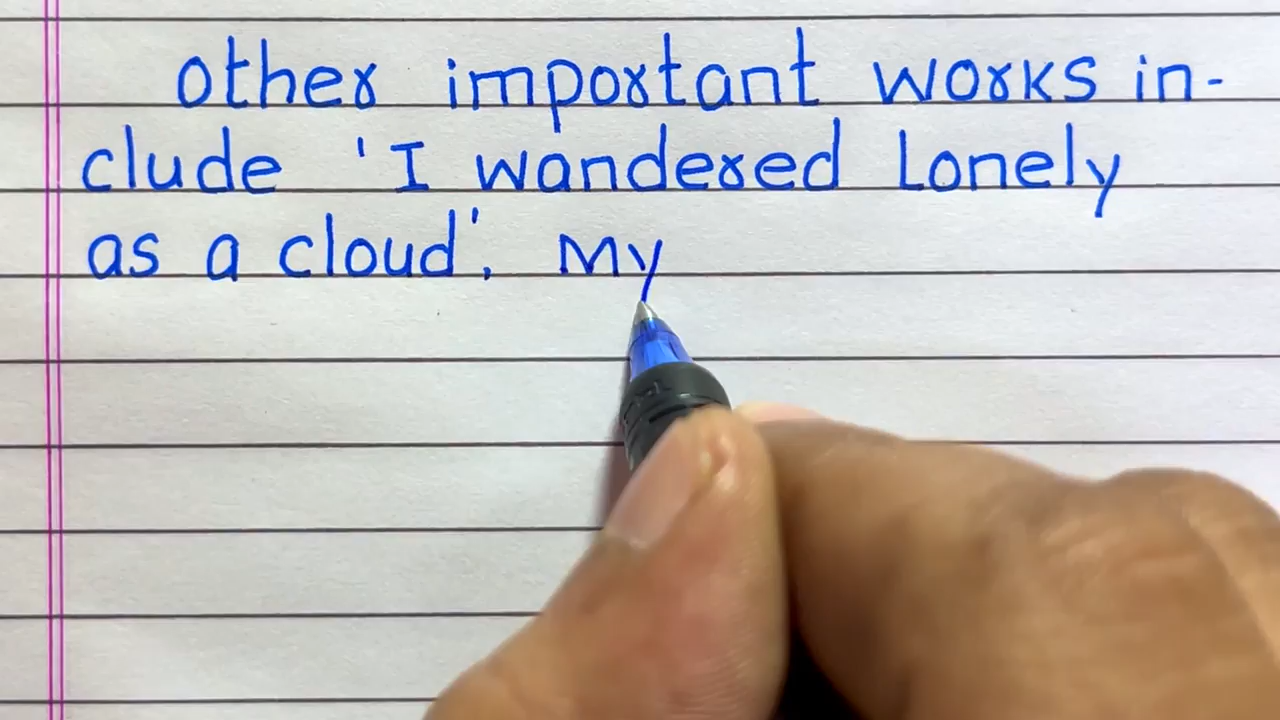 other important works in-
clude 'I wandered Lonely
as a cloud'. My